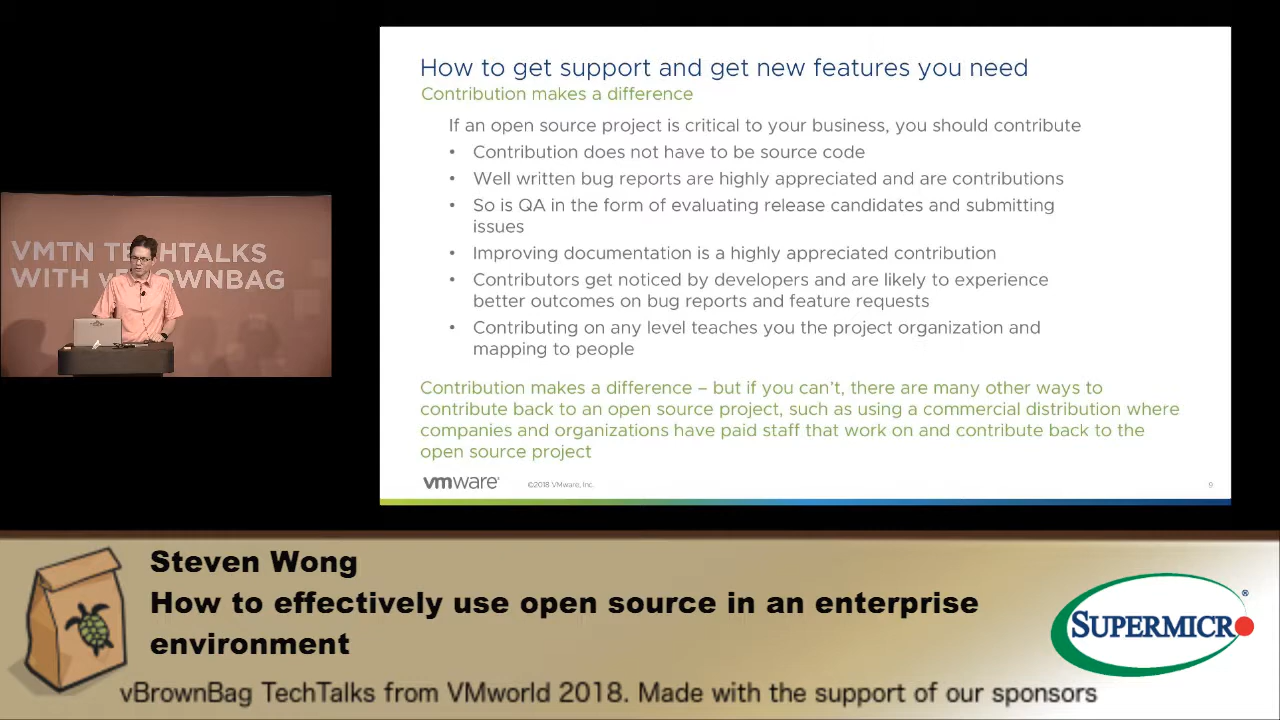 How to get support and get new features you need
Contribution makes a difference
If an open source project is critical to your business, you should contribute
• Contribution does not have to be source code
• Well written bug reports are highly appreciated and are contributions
• So is QA in the form of evaluating release candidates and submitting
issues
• Improving documentation is a highly appreciated contribution
• Contributors get noticed by developers and are likely to experience
better outcomes on bug reports and feature requests
• Contributing on any level teaches you the project organization and
mapping to people
Contribution makes a difference – but if you can't, there are many other ways to
contribute back to an open source project, such as using a commercial distribution where
companies and organizations have paid staff that work on and contribute back to the
open source project
vmware®
©2018 VMware, Inc.
9
VMTN TECHTALKS
WITH vBROWNBAG
Steven Wong
How to effectively use open source in an enterprise
environment
SUPERMICRO®
vBrownBag TechTalks from VMworld 2018. Made with the support of our sponsors